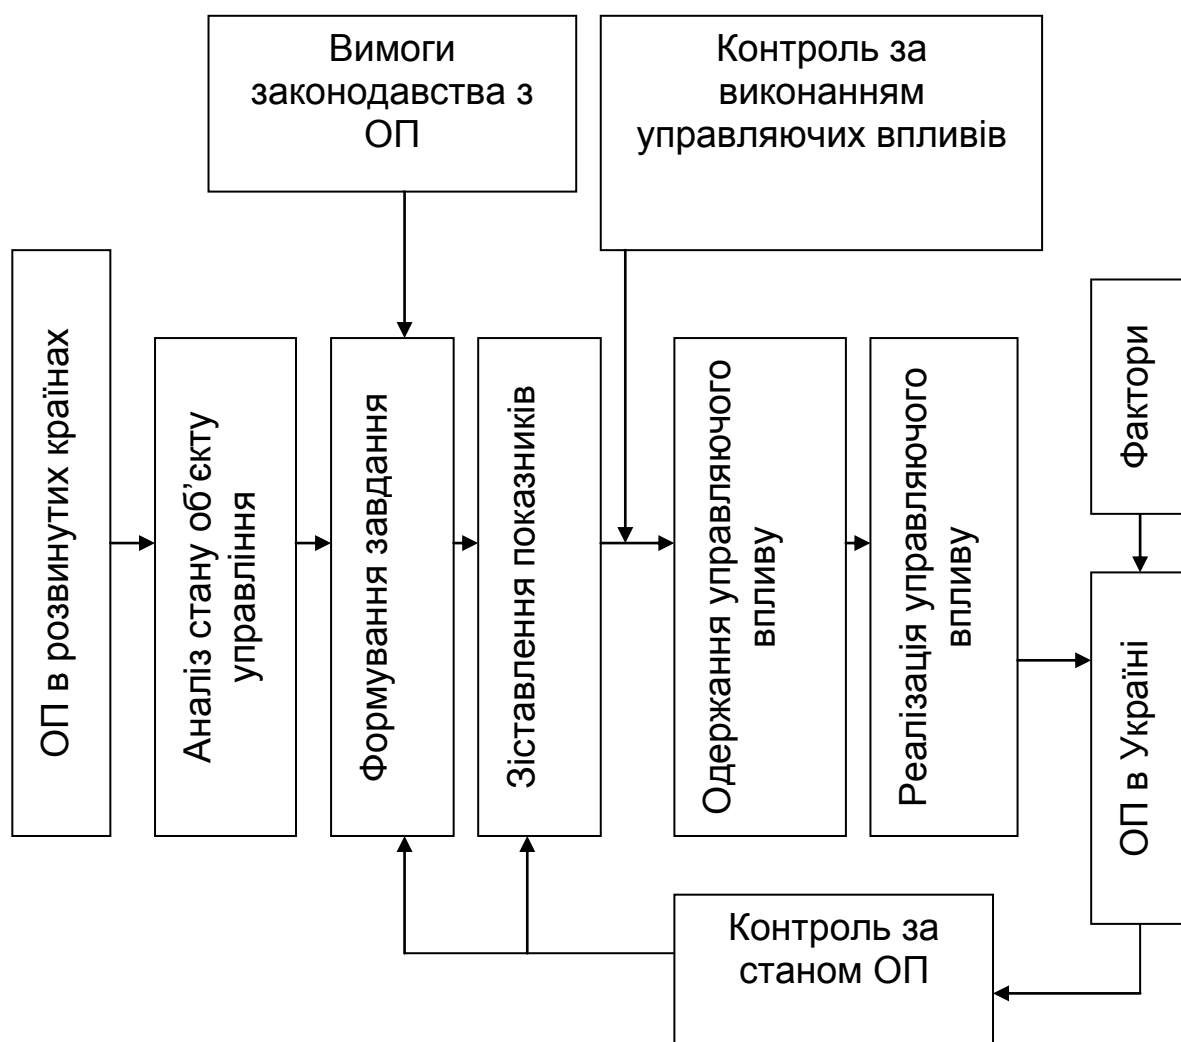 Вимоги
законодавства з
ОП
Контроль за
виконанням
управляючих впливів
ОП в розвинутих країнах
Аналіз стану об’єкту
управління
Формування завдання
Зіставлення показників
Одержання управляючого
впливу
Реалізація управляючого
впливу
Фактори
ОП в Україні
Контроль за
станом ОП